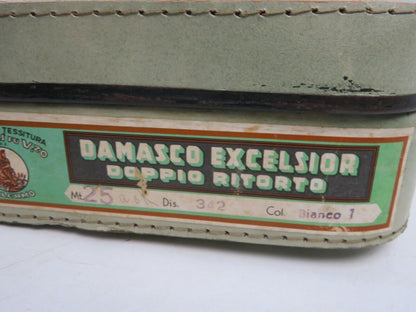 TESSITURA
DAMASCO EXCELSIOR
DOPPIO RITORTO
Mt. 25 Dis. 342 Col. Bianco 1